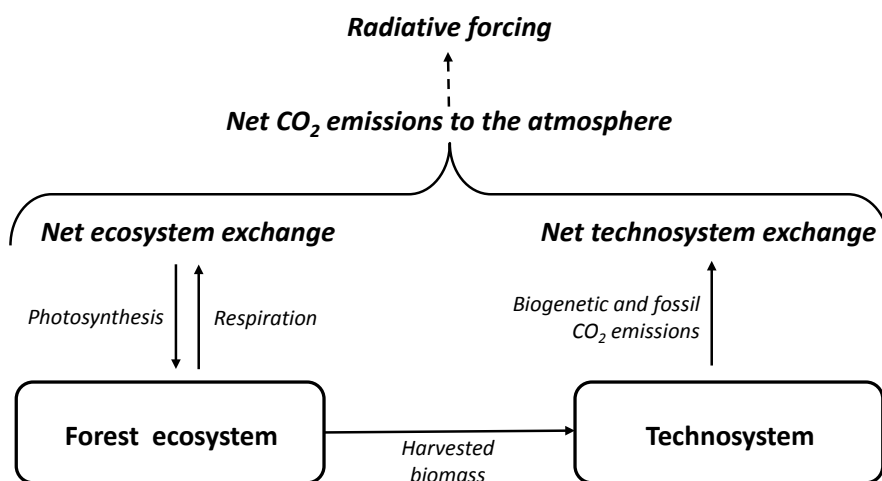 Radiative forcing
Net CO₂ emissions to the atmosphere
Net ecosystem exchange
Net technosystem exchange
Photosynthesis
Respiration
Biogenetic and fossil
CO₂ emissions
Forest ecosystem
Harvested
biomass
Technosystem